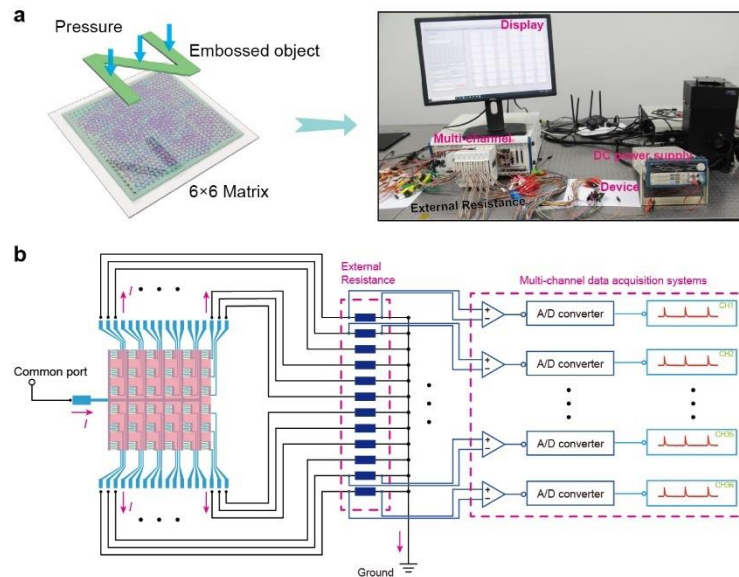 a
Pressure
Embossed object
6×6 Matrix
Display
Multi-channel
DC power supply
Device
External Resistance
b
External
Resistance
Multi-channel data acquisition systems
Common port
I
I
I
I
I
A/D converter
CH1
A/D converter
CH2
A/D converter
CH35
A/D converter
CH36
Ground